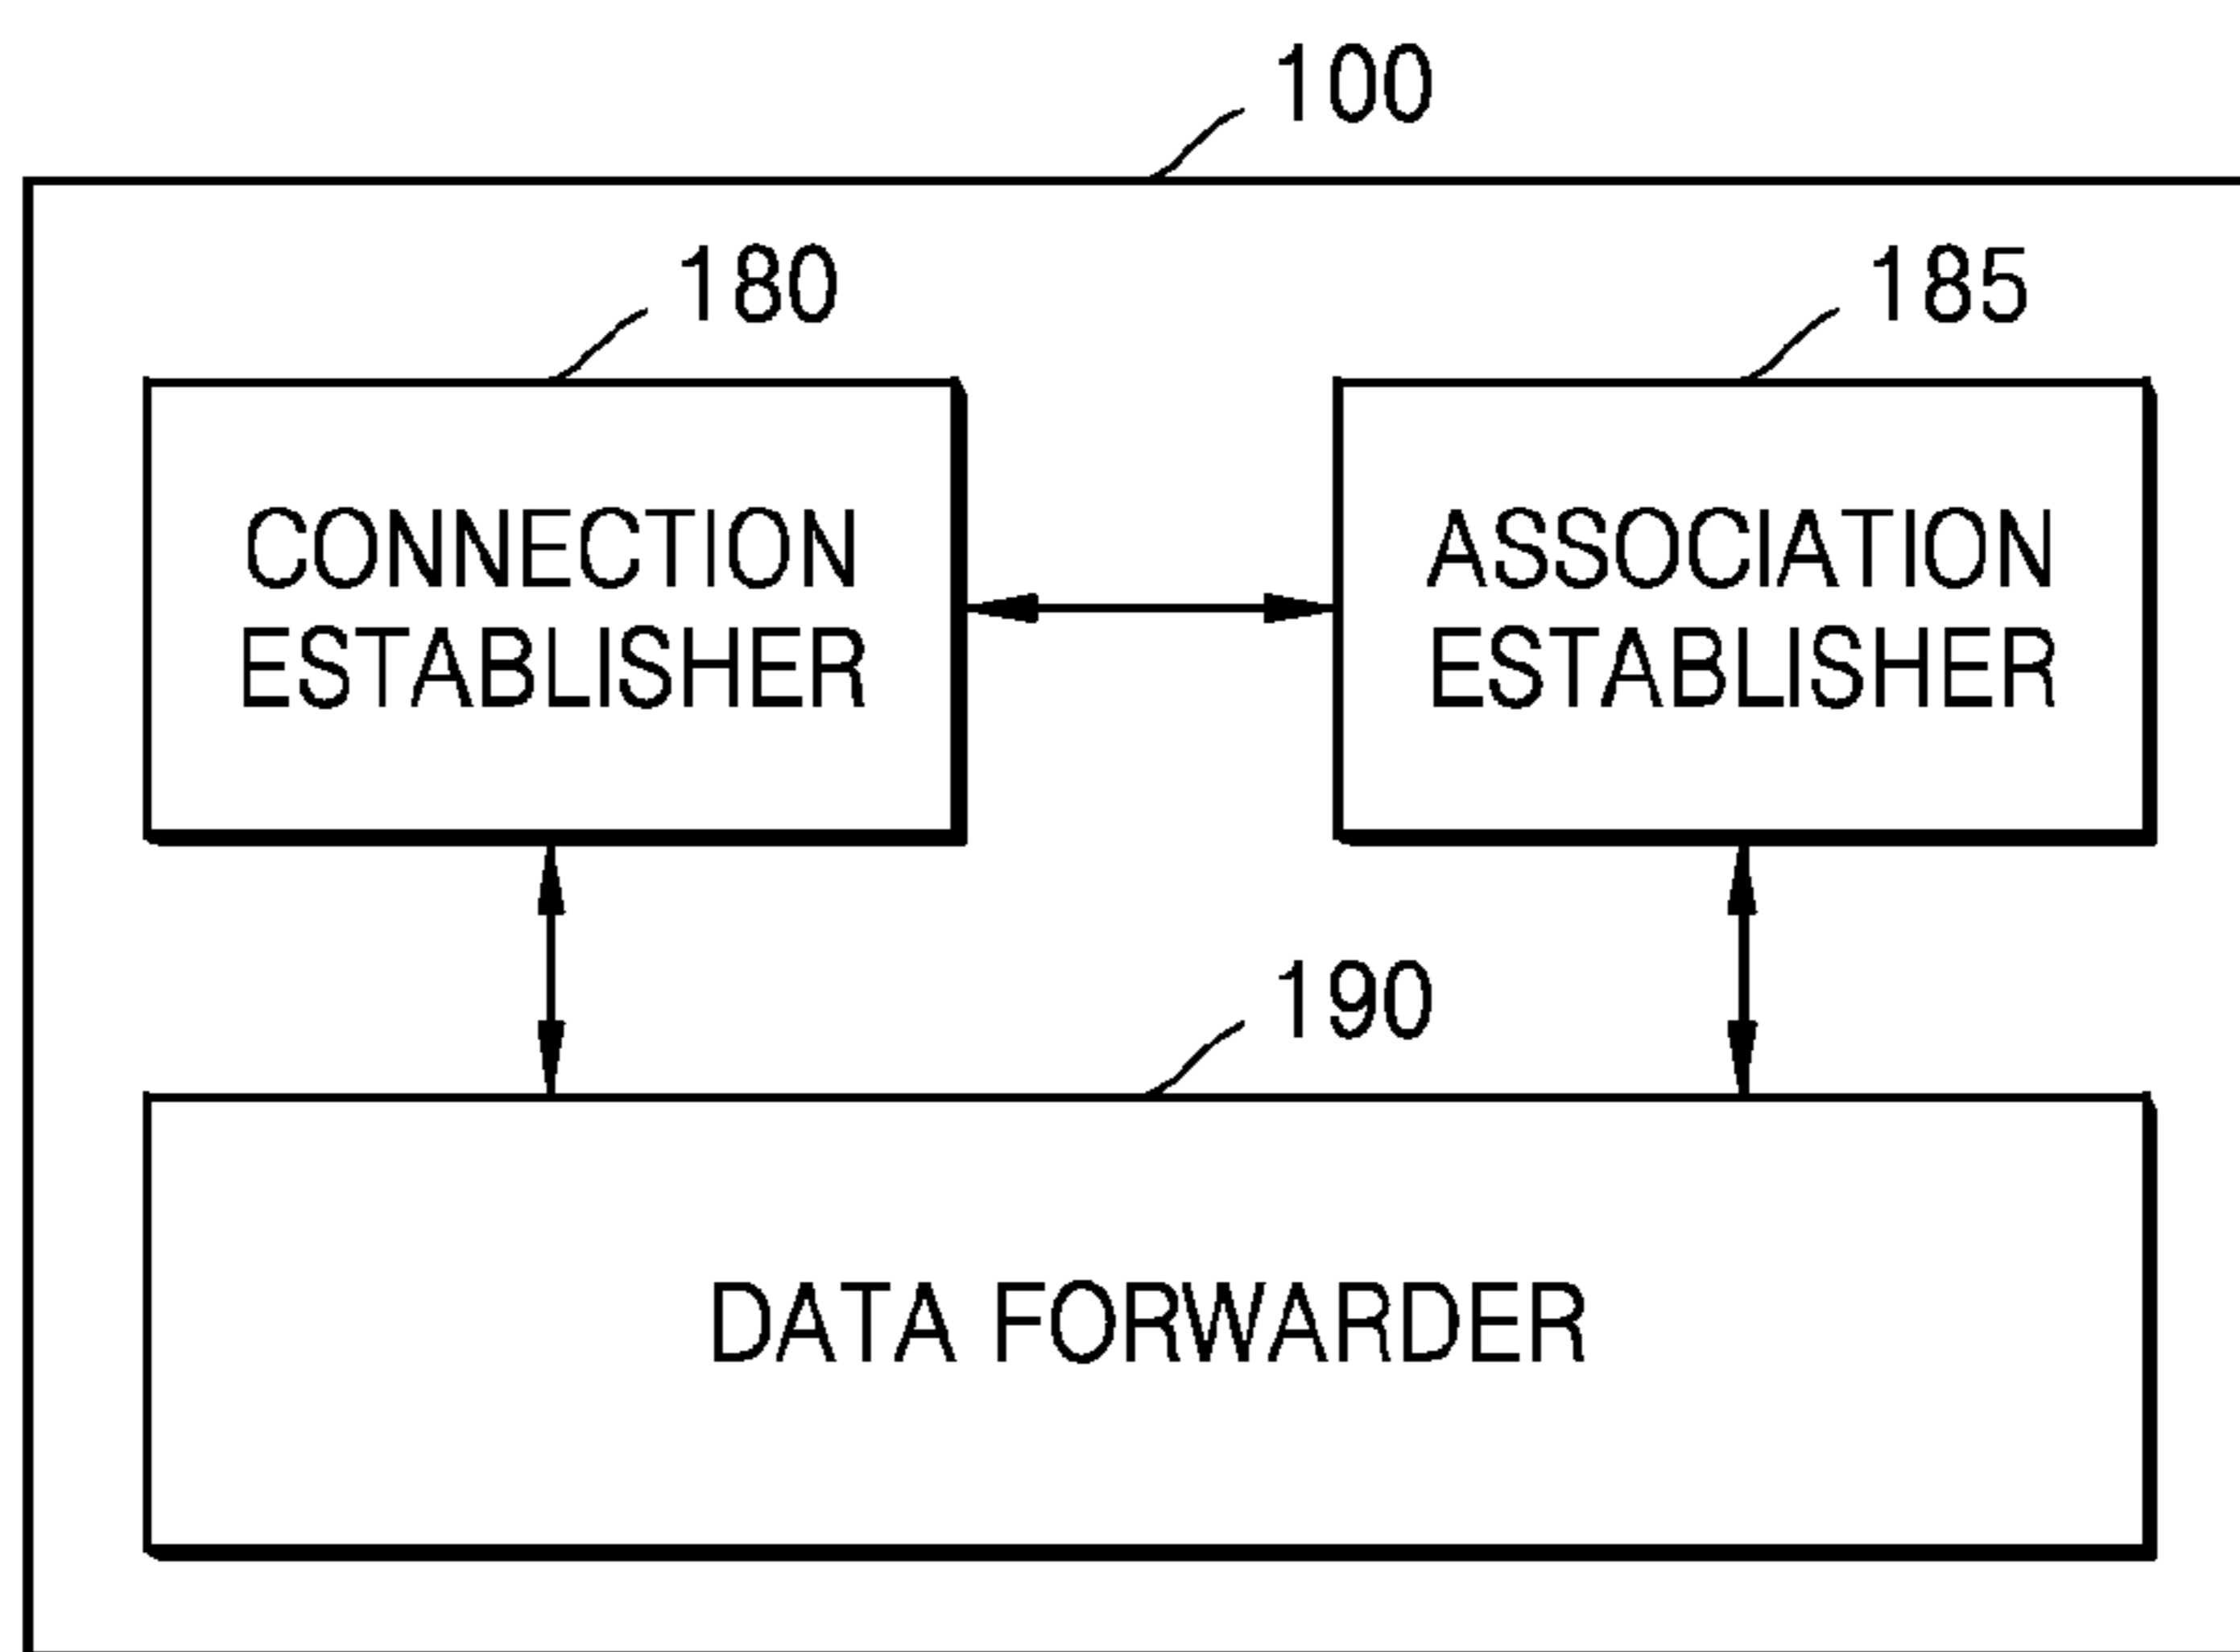 100
180
185
CONNECTION
ESTABLISHER
ASSOCIATION
ESTABLISHER
190
DATA FORWARDER